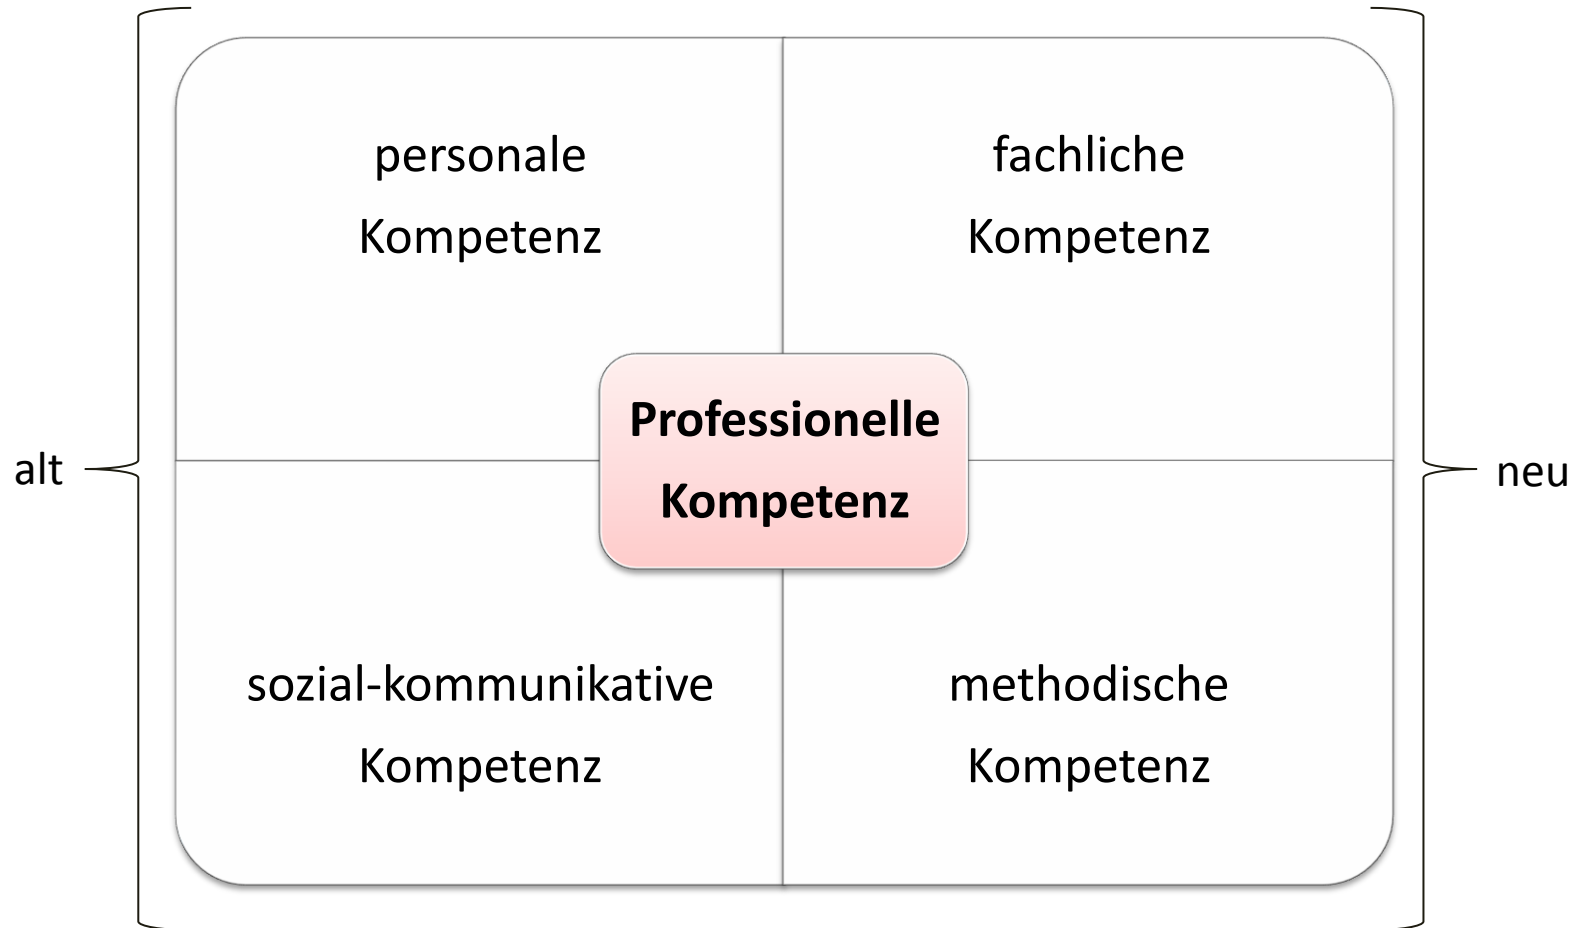 personale
Kompetenz
fachliche
Kompetenz
alt
Professionelle
Kompetenz
neu
sozial-kommunikative
Kompetenz
methodische
Kompetenz